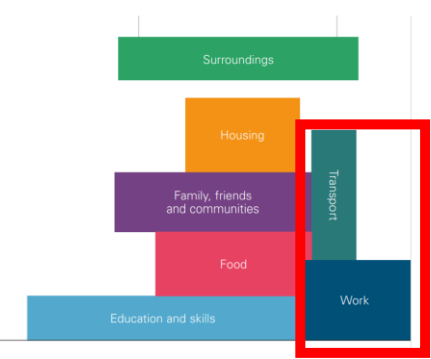 Surroundings
Housing
Transport
Family, friends
and communities
Food
Work
Education and skills